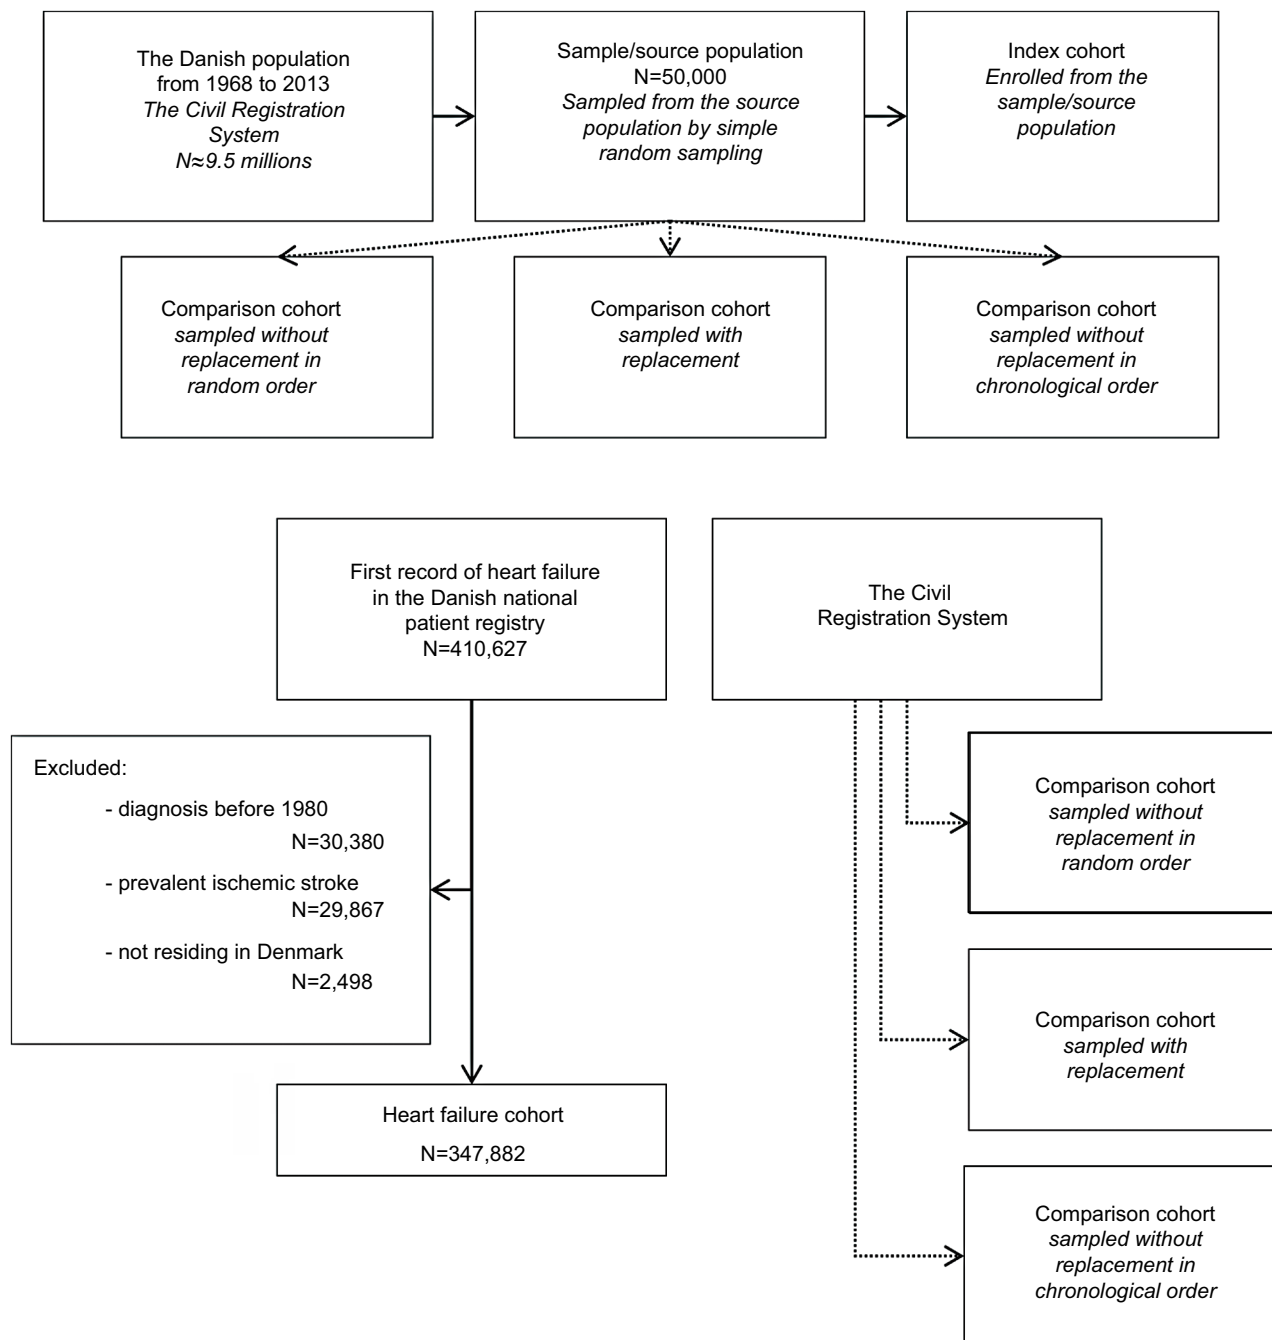 The Danish population
from 1968 to 2013
The Civil Registration
System
N≈9.5 millions
Sample/source population
N=50,000
Sampled from the source
population by simple
random sampling
Index cohort
Enrolled from the
sample/source
population
Comparison cohort
sampled without
replacement in
random order
Comparison cohort
sampled with
replacement
Comparison cohort
sampled without
replacement in
chronological order
First record of heart failure
in the Danish national
patient registry
N=410,627
The Civil
Registration System
Excluded:
- diagnosis before 1980
N=30,380
- prevalent ischemic stroke
N=29,867
- not residing in Denmark
N=2,498
Heart failure cohort
N=347,882
Comparison cohort
sampled without
replacement in
random order
Comparison cohort
sampled with
replacement
Comparison cohort
sampled without
replacement in
chronological order